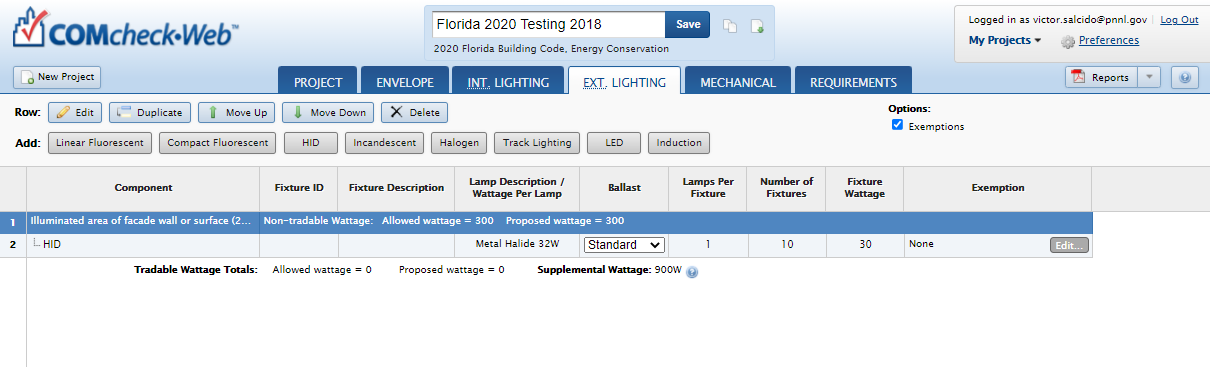 COMcheck-Web™
Florida 2020 Testing 2018
Save
2020 Florida Building Code, Energy Conservation
Logged in as victor.salcido@pnnl.gov | Log Out
My Projects
Preferences
New Project
PROJECT
ENVELOPE
INT. LIGHTING
EXT. LIGHTING
MECHANICAL
REQUIREMENTS
Reports
Row:
Edit
Duplicate
Move Up
Move Down
Delete
Options:
Exemptions
Add:
Linear Fluorescent
Compact Fluorescent
HID
Incandescent
Halogen
Track Lighting
LED
Induction
Component
Fixture ID
Fixture Description
Lamp Description /
Wattage Per Lamp
Ballast
Lamps Per
Fixture
Number of
Fixtures
Fixture
Wattage
Exemption
1 Illuminated area of facade wall or surface (2... Non-tradable Wattage: Allowed wattage = 300 Proposed wattage = 300
2 HID Metal Halide 32W Standard 1 10 30 None Edit...
Tradable Wattage Totals: Allowed wattage = 0 Proposed wattage = 0 Supplemental Wattage: 900W